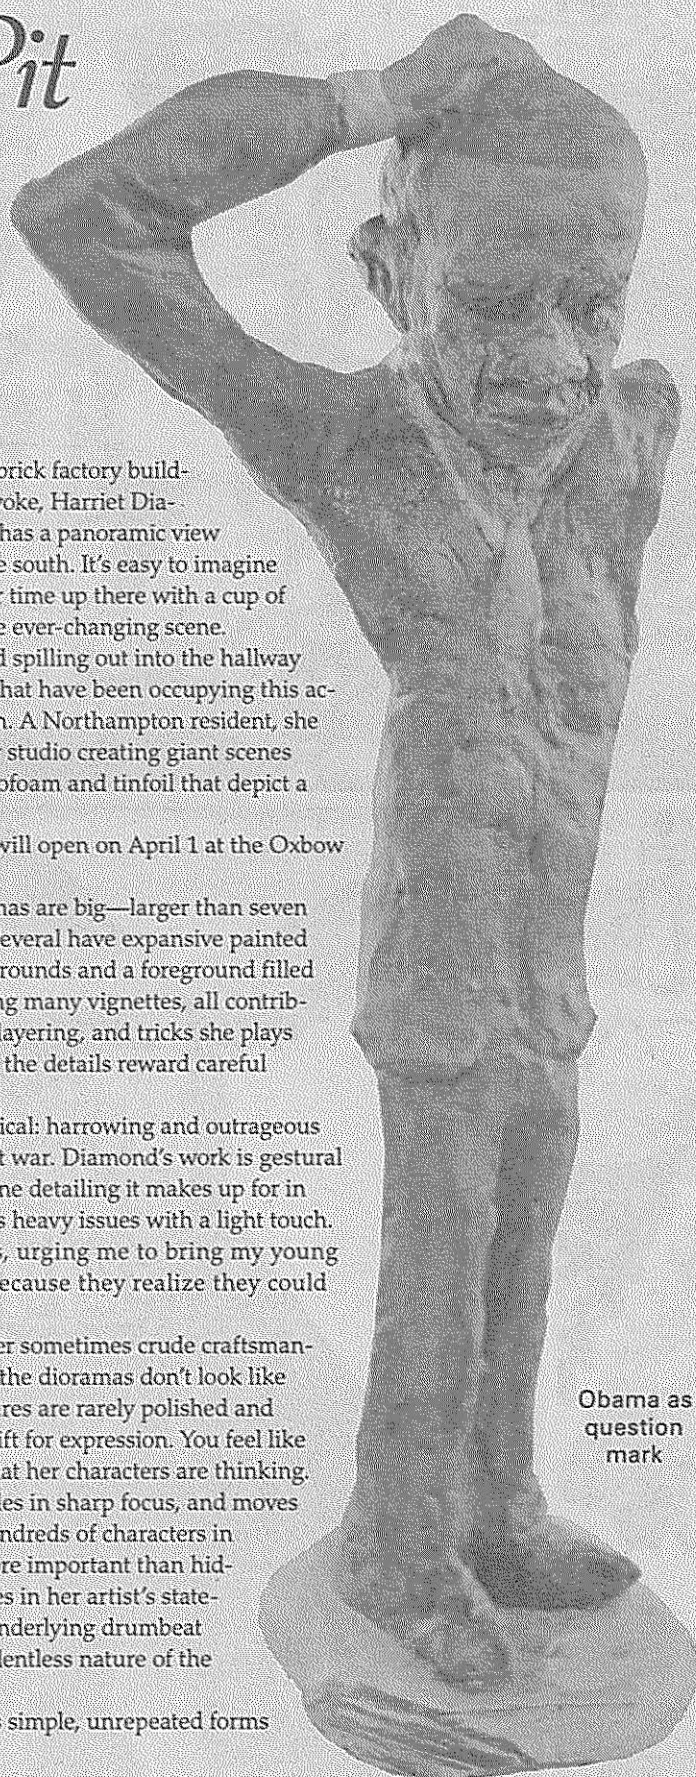 Pit
brick factory build-
yoke, Harriet Dia-
has a panoramic view
e south. It's easy to imagine
r time up there with a cup of
e ever-changing scene.
d spilling out into the hallway
hat have been occupying this ac-
n. A Northampton resident, she
r studio creating giant scenes
ofoam and tinfoil that depict a
will open on April 1 at the Oxbow
mas are big—larger than seven
everal have expansive painted
rounds and a foreground filled
ng many vignettes, all contrib-
layering, and tricks she plays
the details reward careful
ical: harrowing and outrageous
t war. Diamond's work is gestural
ne detailing it makes up for in
s heavy issues with a light touch.
s, urging me to bring my young
ecause they realize they could
er sometimes crude craftsman-
the dioramas don't look like
res are rarely polished and
ift for expression. You feel like
at her characters are thinking.
les in sharp focus, and moves
ndreds of characters in
re important than hid-
es in her artist's state-
nderlying drumbeat
lentless nature of the
s simple, unrepeated forms
Obama as
question
mark